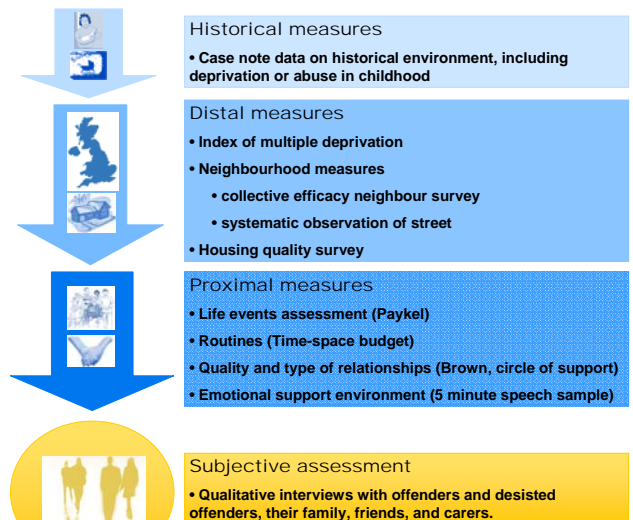 Historical measures
• Case note data on historical environment, including
deprivation or abuse in childhood
Distal measures
• Index of multiple deprivation
• Neighbourhood measures
• collective efficacy neighbour survey
• systematic observation of street
• Housing quality survey
Proximal measures
• Life events assessment (Paykel)
• Routines (Time-space budget)
• Quality and type of relationships (Brown, circle of support)
• Emotional support environment (5 minute speech sample)
Subjective assessment
• Qualitative interviews with offenders and desisted
offenders, their family, friends, and carers.